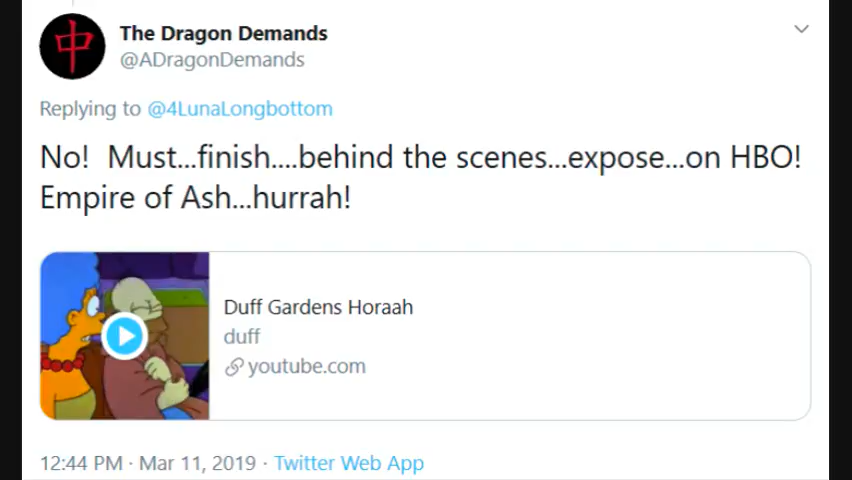 中
The Dragon Demands
@ADragonDemands
Replying to @4LunaLongbottom
No!  Must...finish....behind the scenes...expose...on HBO!
Empire of Ash...hurrah!
Duff Gardens Horaah
duff
youtube.com
12:44 PM · Mar 11, 2019 · Twitter Web App